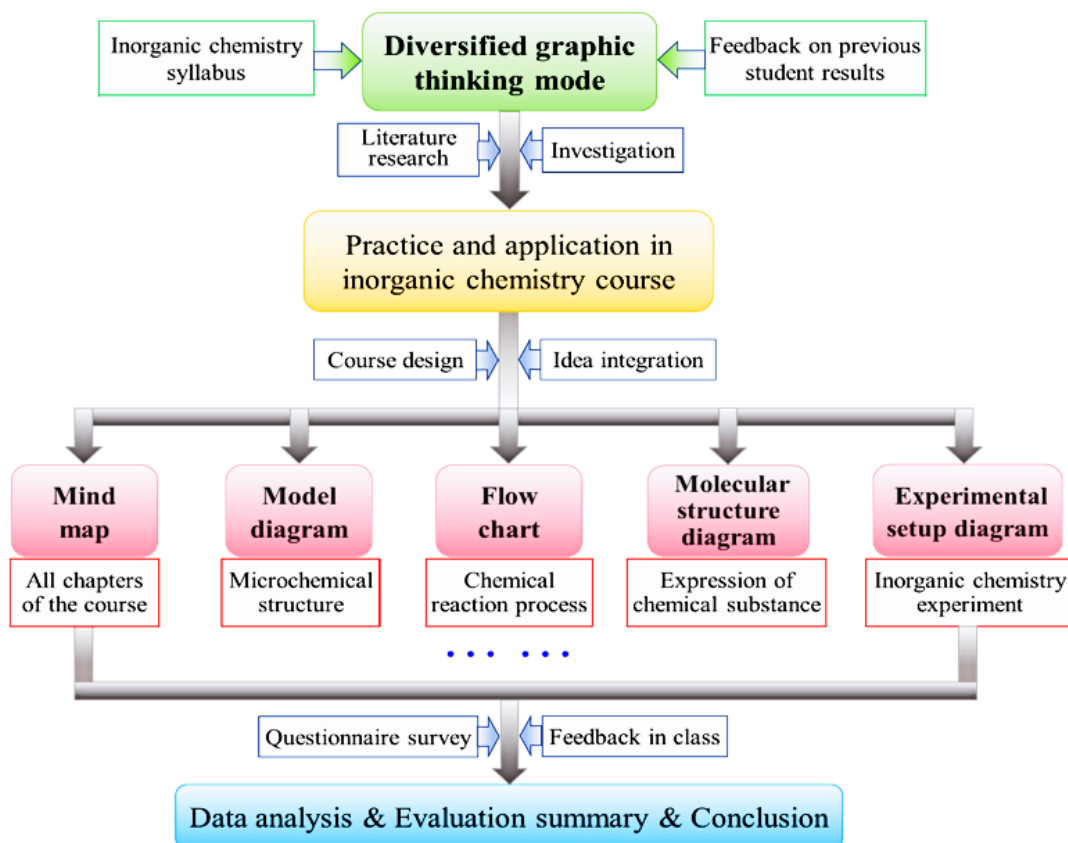 Inorganic chemistry
syllabus
Diversified graphic
thinking mode
Feedback on previous
student results
Literature
research
Investigation
Practice and application in
inorganic chemistry course
Course design
Idea integration
Mind
map
Model
diagram
Flow
chart
Molecular
structure
diagram
Experimental
setup diagram
All chapters
of the course
Microchemical
structure
Chemical
reaction process
Expression of
chemical substance
Inorganic chemistry
experiment
... ...
Questionnaire survey
Feedback in class
Data analysis & Evaluation summary & Conclusion